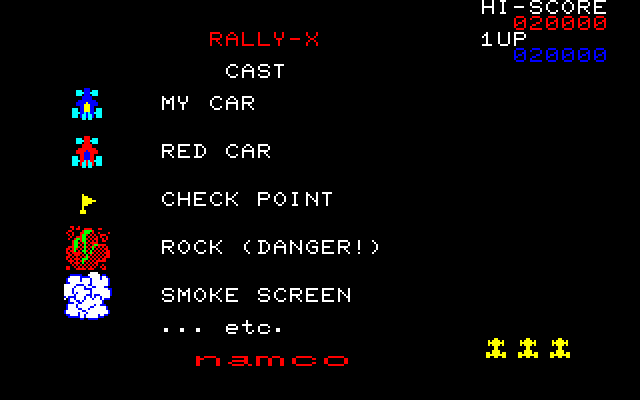 HI-SCORE
020000
1UP
020000
RALLY-X
CAST
MY CAR
RED CAR
CHECK POINT
ROCK (DANGER!)
SMOKE SCREEN
... etc.
namco